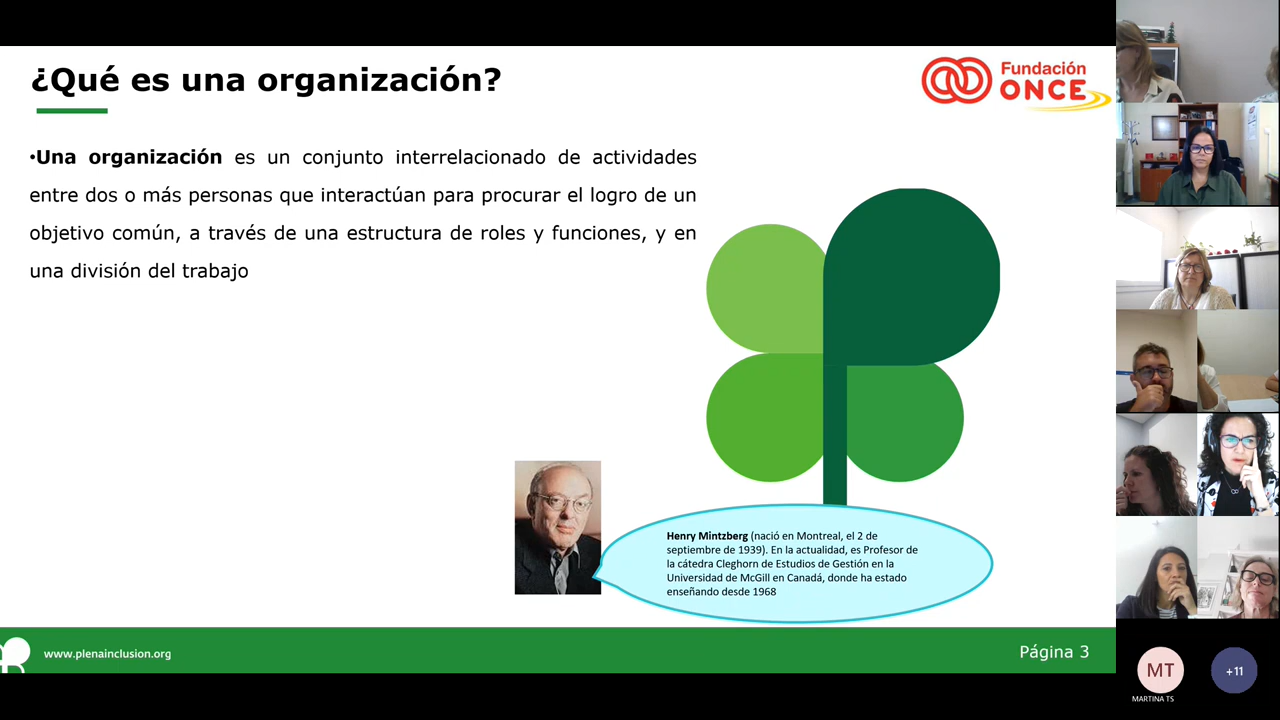 ¿Qué es una organización?
Fundación
ONCE
•Una organización es un conjunto interrelacionado de actividades
entre dos o más personas que interactúan para procurar el logro de un
objetivo común, a través de una estructura de roles y funciones, y en
una división del trabajo
Henry Mintzberg (nació en Montreal, el 2 de
septiembre de 1939). En la actualidad, es Profesor de
la cátedra Cleghorn de Estudios de Gestión en la
Universidad de McGill en Canadá, donde ha estado
enseñando desde 1968
www.plenainclusion.org
Página 3
MT
MARTINA TS
+11